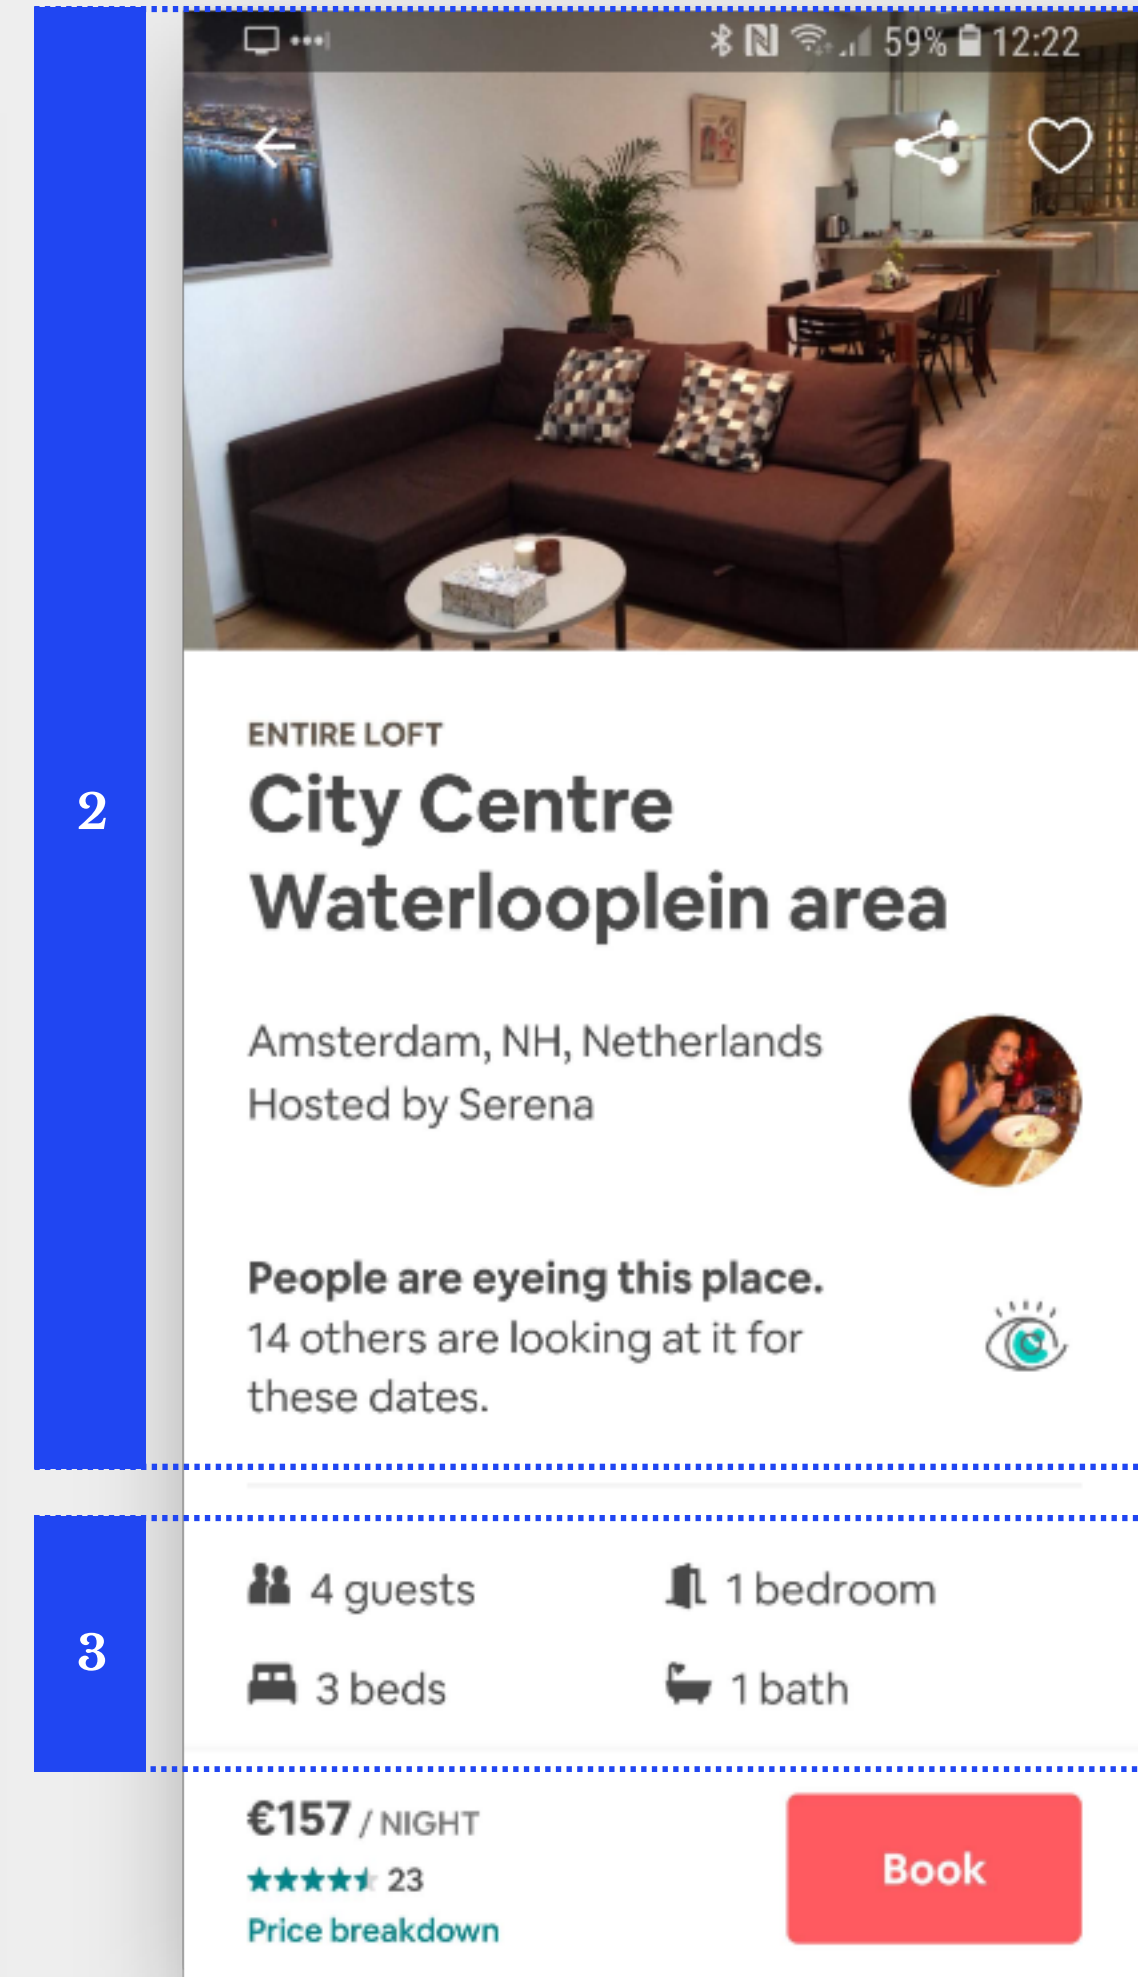 59% 12:22
2
ENTIRE LOFT
City Centre
Waterlooplein area
Amsterdam, NH, Netherlands
Hosted by Serena
People are eyeing this place.
14 others are looking at it for
these dates.
3
4 guests
1 bedroom
3 beds
1 bath
€157 / NIGHT
23
Price breakdown
Book